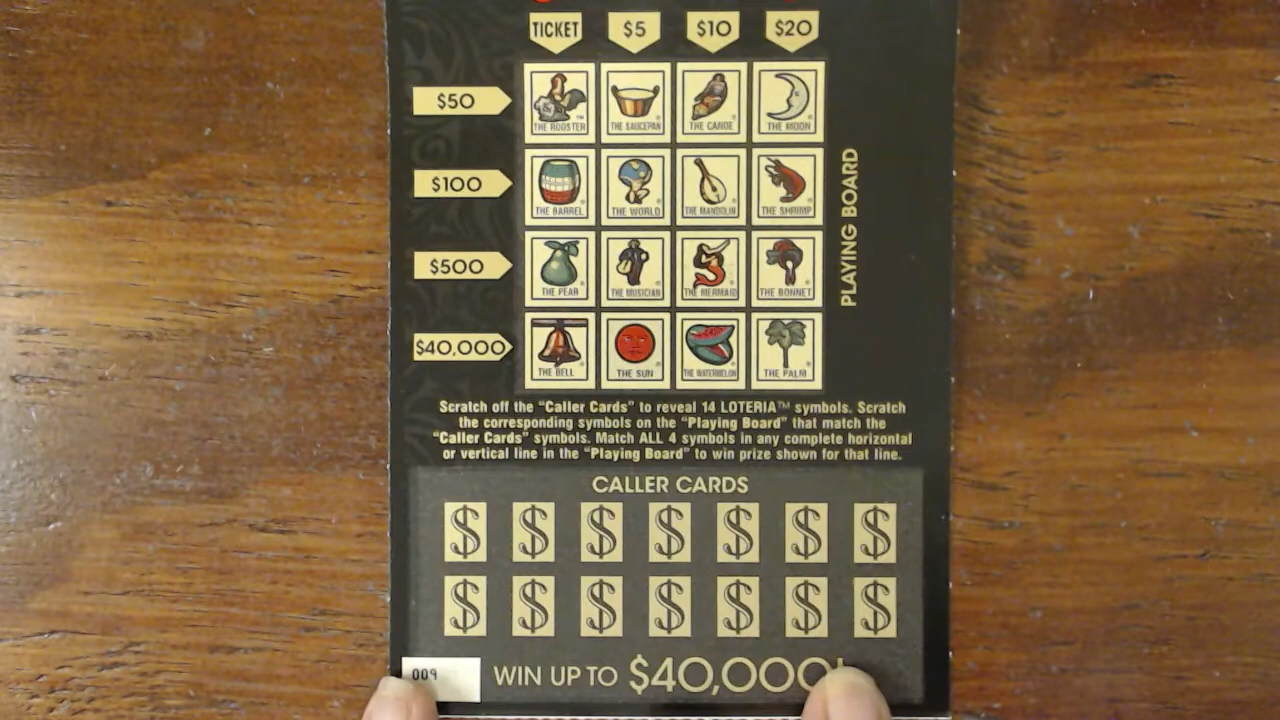 TICKET $5 $10 $20
$50
THE ROOSTER™ THE SAUCEPAN THE CANOE THE MOON
$100
THE BARREL THE WORLD THE MANDOLIN THE SHRIMP
$500
THE PEAR THE MUSICIAN THE MERMAID THE BONNET
$40,000
THE BELL THE SUN THE WATERMELON THE PALM
PLAYING BOARD
Scratch off the "Caller Cards" to reveal 14 LOTERIA™ symbols. Scratch
the corresponding symbols on the "Playing Board" that match the
"Caller Cards" symbols. Match ALL 4 symbols in any complete horizontal
or vertical line in the "Playing Board" to win prize shown for that line.
CALLER CARDS
$ $ $ $ $ $ $
$ $ $ $ $ $ $
009
WIN UP TO $40,000!